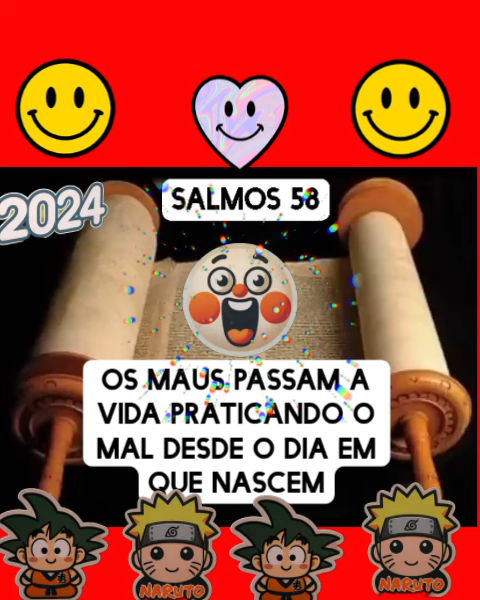 2024
SALMOS 58
OS MAUS PASSAM A
VIDA PRATICANDO O
MAL DESDE O DIA EM
QUE NASCEM
NARUTO
NARUTO